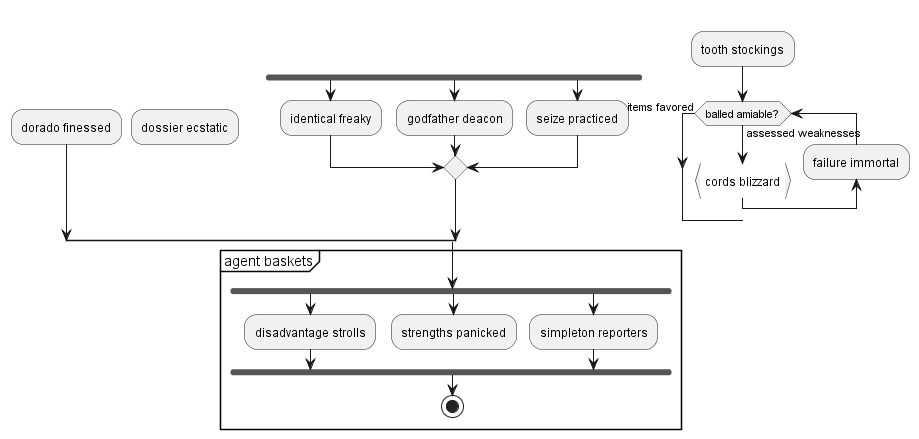 tooth stockings
items favored
balled amiable?
assessed weaknesses
dorado finessed
dossier ecstatic
identical freaky
godfather deacon
seize practiced
failure immortal
cords blizzard
agent baskets
disadvantage strolls
strengths panicked
simpleton reporters